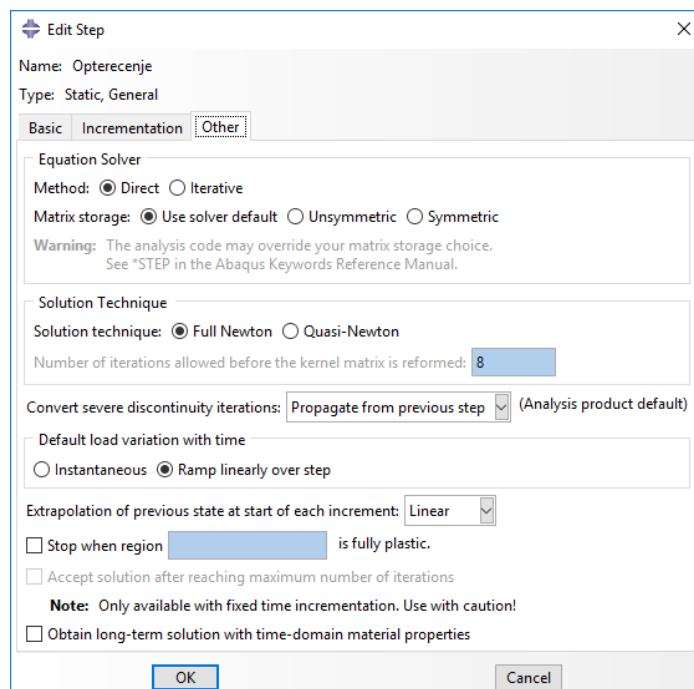 Edit Step
Name: Opterecenje
Type: Static, General
Basic Incrementation Other
Equation Solver
Method: Direct Iterative
Matrix storage: Use solver default Unsymmetric Symmetric
Warning: The analysis code may override your matrix storage choice.
See *STEP in the Abaqus Keywords Reference Manual.
Solution Technique
Solution technique: Full Newton Quasi-Newton
Number of iterations allowed before the kernel matrix is reformed: 8
Convert severe discontinuity iterations: Propagate from previous step (Analysis product default)
Default load variation with time
Instantaneous Ramp linearly over step
Extrapolation of previous state at start of each increment: Linear
Stop when region is fully plastic.
Accept solution after reaching maximum number of iterations
Note: Only available with fixed time incrementation. Use with caution!
Obtain long-term solution with time-domain material properties
OK Cancel